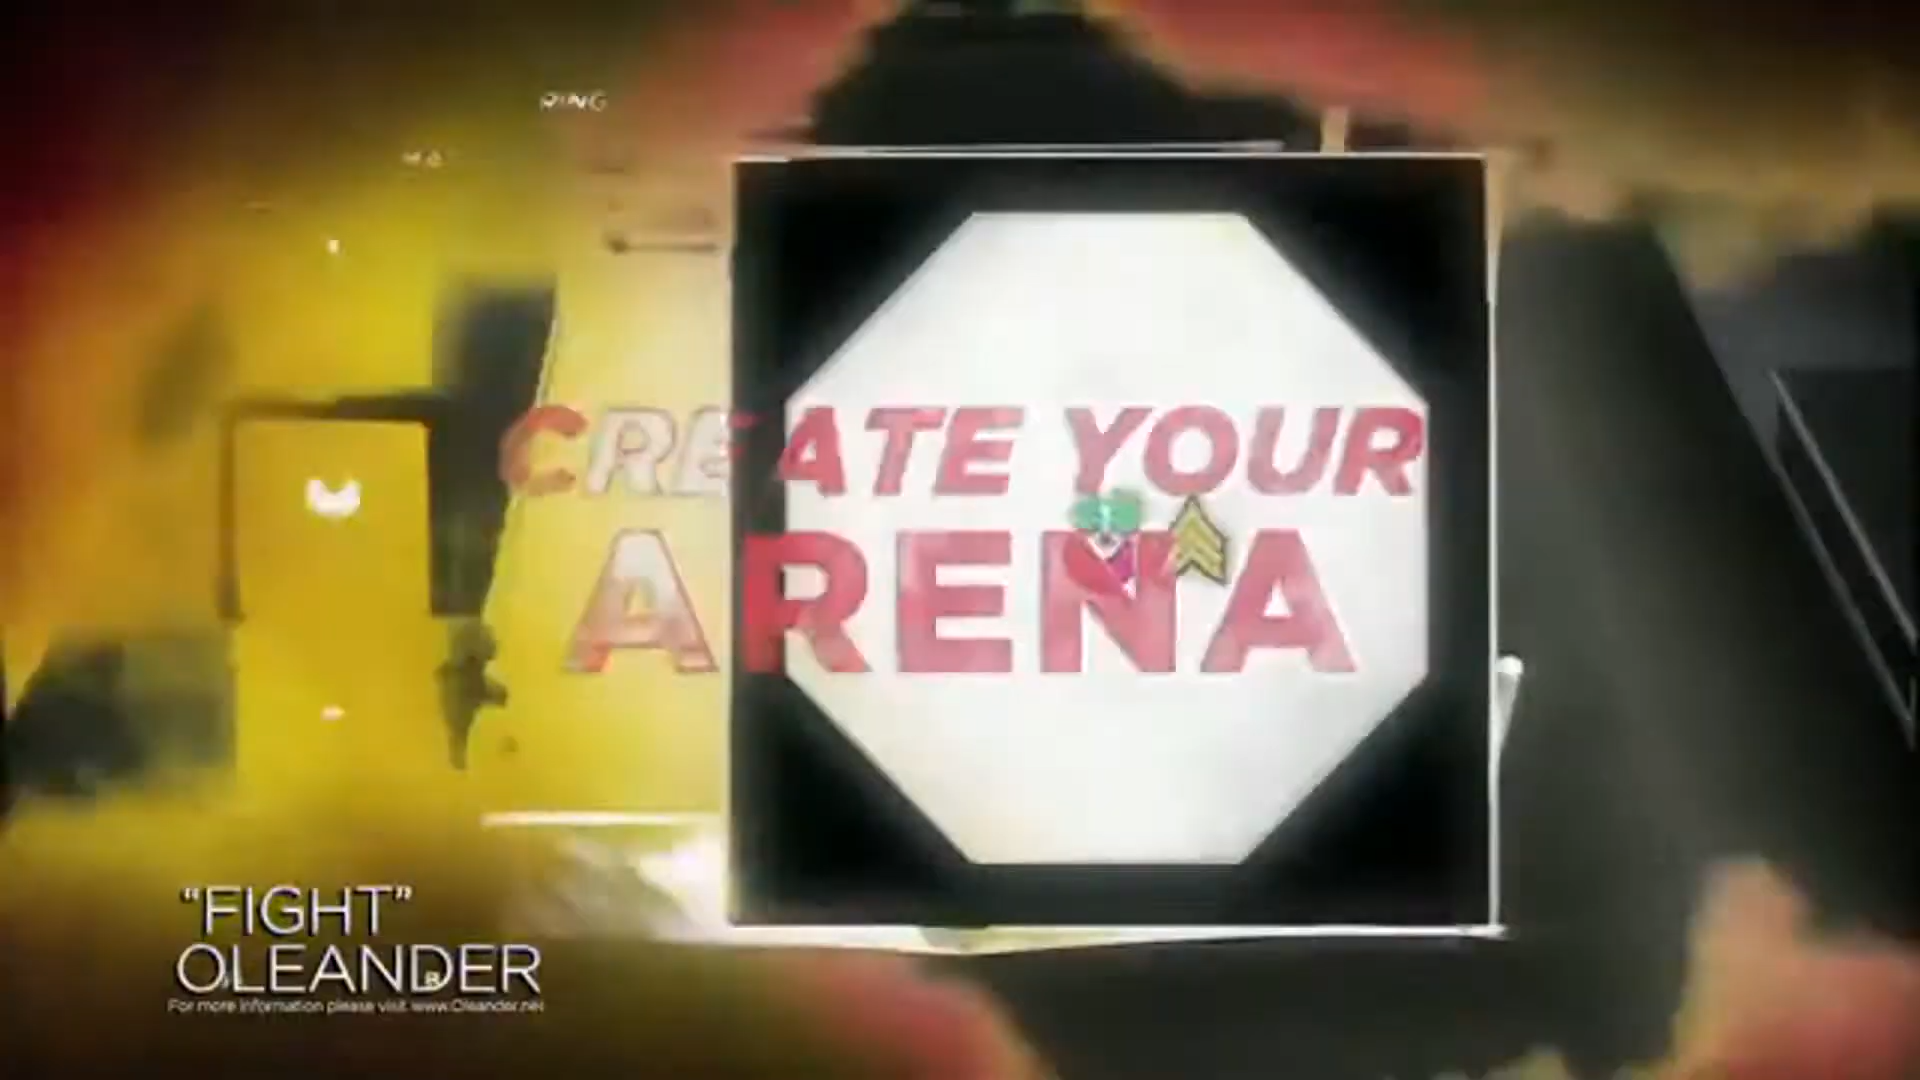 RING
CREATE YOUR
ARENA
"FIGHT"
OLEANDER
For more information please visit www.Oleander.net